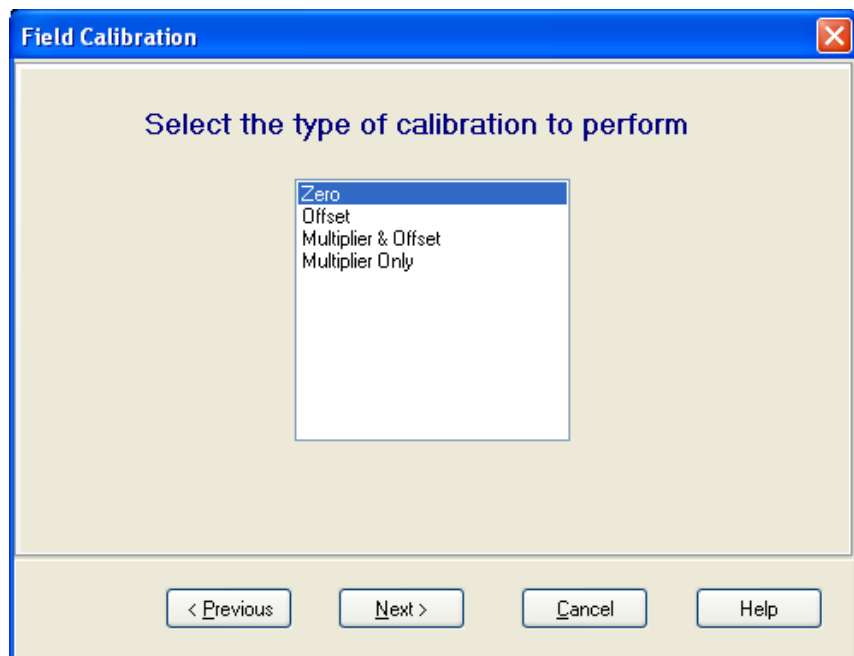 Field Calibration
Select the type of calibration to perform
Zero
Offset
Multiplier & Offset
Multiplier Only
< Previous
Next >
Cancel
Help